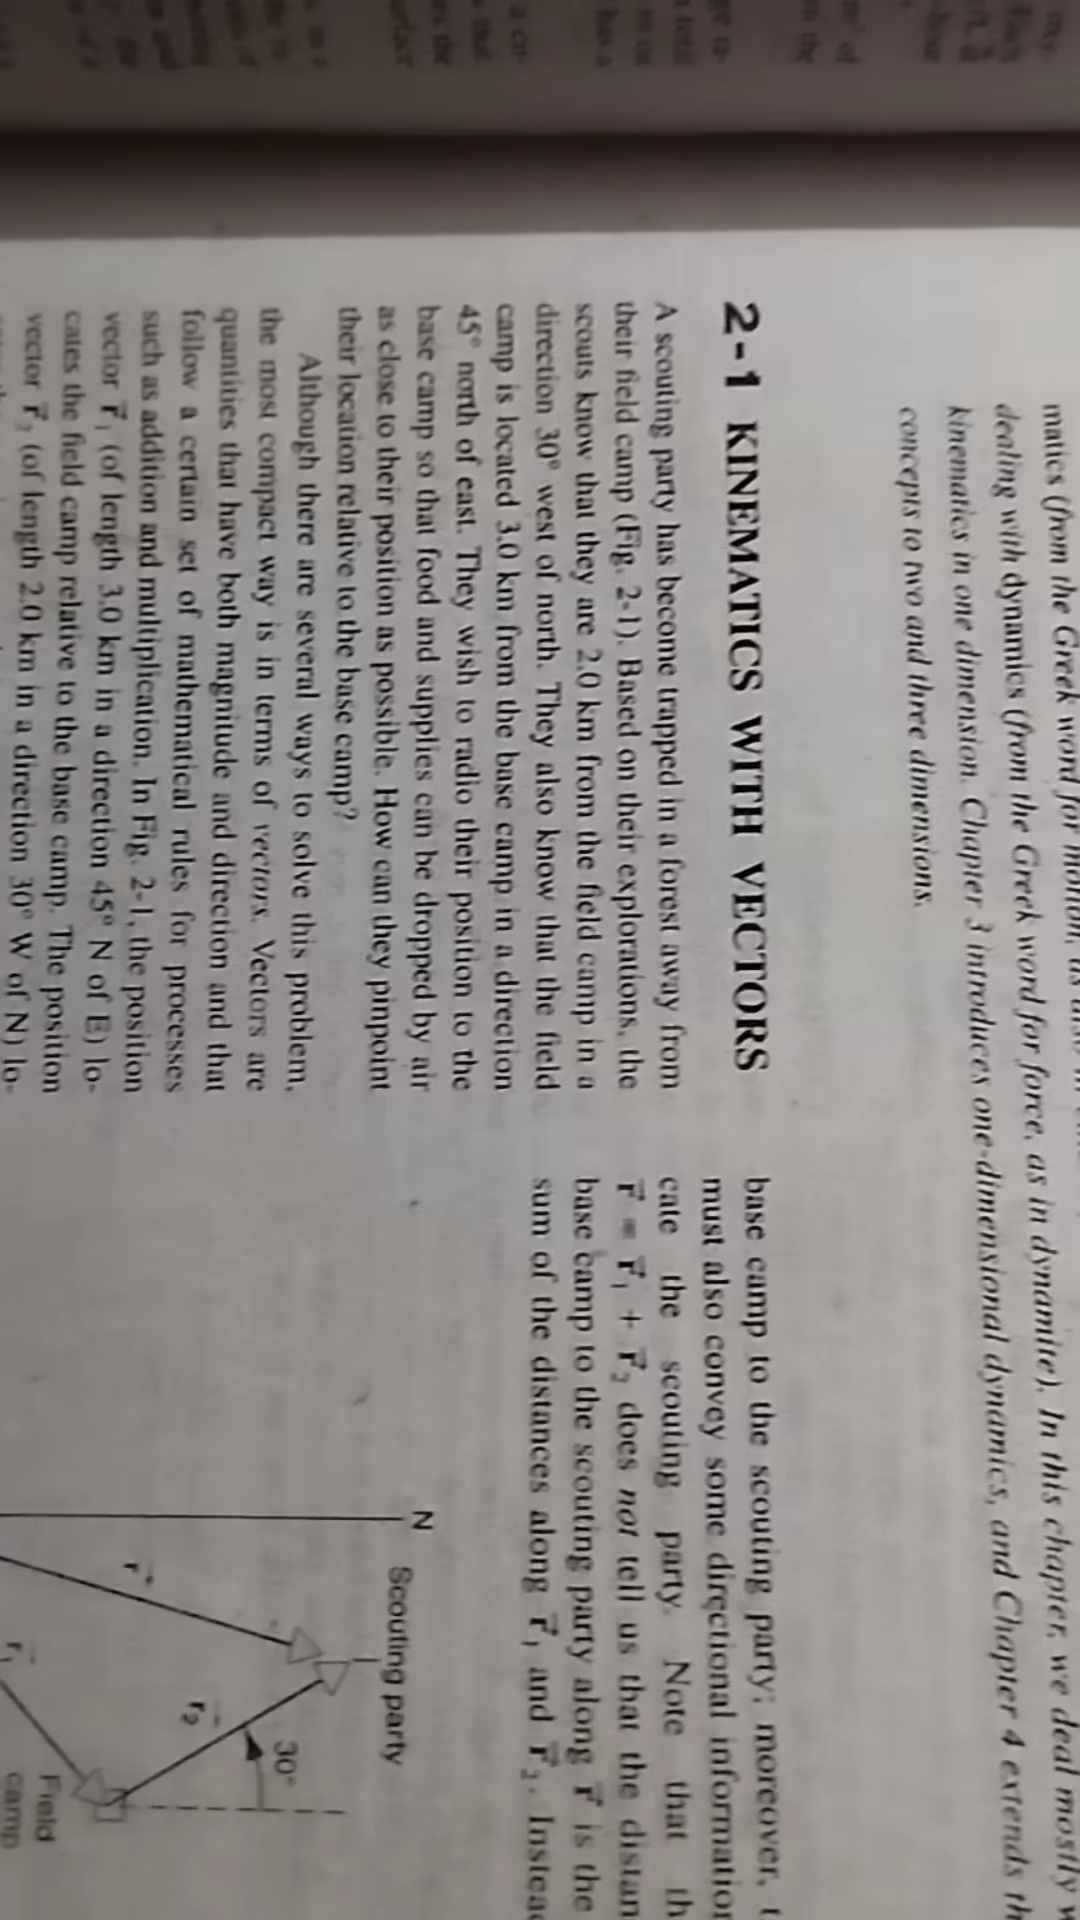 matics (from the Greek word for motion,
dealing with dynamics (from the Greek word for force, as in dynamite). In this chapter, we deal mostly
kinematics in one dimension. Chapter 3 introduces one-dimensional dynamics, and Chapter 4 extends
concepts to two and three dimensions.
2-1 KINEMATICS WITH VECTORS
A scouting party has become trapped in a forest away from
their field camp (Fig. 2-1). Based on their explorations, the
scouts know that they are 2.0 km from the field camp in a
direction 30° west of north. They also know that the field
camp is located 3.0 km from the base camp in a direction
45° north of east. They wish to radio their position to the
base camp so that food and supplies can be dropped by air
as close to their position as possible. How can they pinpoint
their location relative to the base camp?
Although there are several ways to solve this problem,
the most compact way is in terms of vectors. Vectors are
quantities that have both magnitude and direction and that
follow a certain set of mathematical rules for processes
such as addition and multiplication. In Fig. 2-1, the position
vector r⃗₁ (of length 3.0 km in a direction 45° N of E) lo-
cates the field camp relative to the base camp. The position
vector r⃗₂ (of length 2.0 km in a direction 30° W of N) lo-
base camp to the scouting party; moreover,
must also convey some directional information
cate the scouting party. Note that
r⃗ = r⃗₁ + r⃗₂ does not tell us that the distan
base camp to the scouting party along r⃗ is the
sum of the distances along r⃗₁ and r⃗₂. Instea
N
Scouting party
30°
r⃗
r⃗₂
r⃗₁
Field
camp